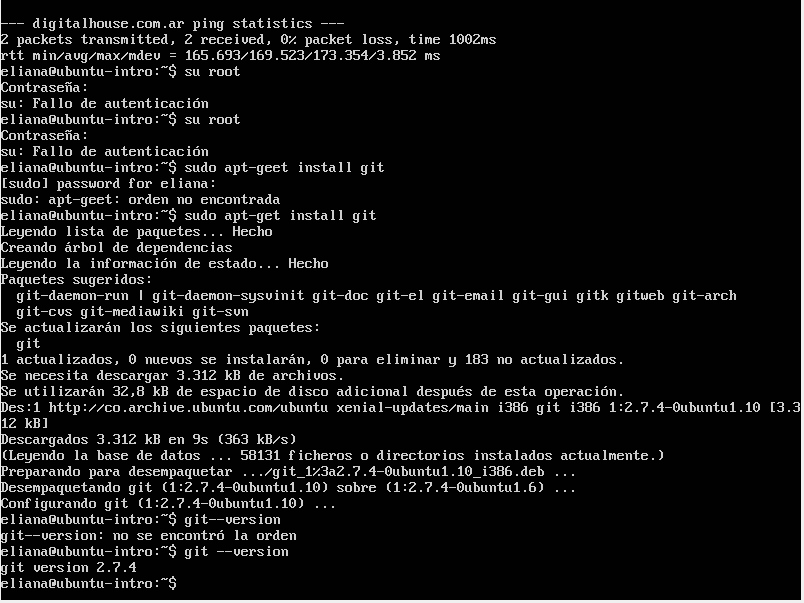 --- digitalhouse.com.ar ping statistics ---
2 packets transmitted, 2 received, 0% packet loss, time 1002ms
rtt min/avg/max/mdev = 165.693/169.523/173.354/3.852 ms
eliana@ubuntu-intro:~$ su root
Contraseña:
su: Fallo de autenticación
eliana@ubuntu-intro:~$ su root
Contraseña:
su: Fallo de autenticación
eliana@ubuntu-intro:~$ sudo apt-geet install git
[sudo] password for eliana:
sudo: apt-geet: orden no encontrada
eliana@ubuntu-intro:~$ sudo apt-get install git
Leyendo lista de paquetes... Hecho
Creando árbol de dependencias
Leyendo la información de estado... Hecho
Paquetes sugeridos:
  git-daemon-run | git-daemon-sysvinit git-doc git-el git-email git-gui gitk gitweb git-arch
  git-cvs git-mediawiki git-svn
Se actualizarán los siguientes paquetes:
  git
1 actualizados, 0 nuevos se instalarán, 0 para eliminar y 183 no actualizados.
Se necesita descargar 3.312 kB de archivos.
Se utilizarán 32,8 kB de espacio de disco adicional después de esta operación.
Des:1 http://co.archive.ubuntu.com/ubuntu xenial-updates/main i386 git i386 1:2.7.4-0ubuntu1.10 [3.3
12 kB]
Descargados 3.312 kB en 9s (363 kB/s)
(Leyendo la base de datos ... 58131 ficheros o directorios instalados actualmente.)
Preparando para desempaquetar .../git_1%3a2.7.4-0ubuntu1.10_i386.deb ...
Desempaquetando git (1:2.7.4-0ubuntu1.10) sobre (1:2.7.4-0ubuntu1.6) ...
Configurando git (1:2.7.4-0ubuntu1.10) ...
eliana@ubuntu-intro:~$ git--version
git--version: no se encontró la orden
eliana@ubuntu-intro:~$ git --version
git version 2.7.4
eliana@ubuntu-intro:~$